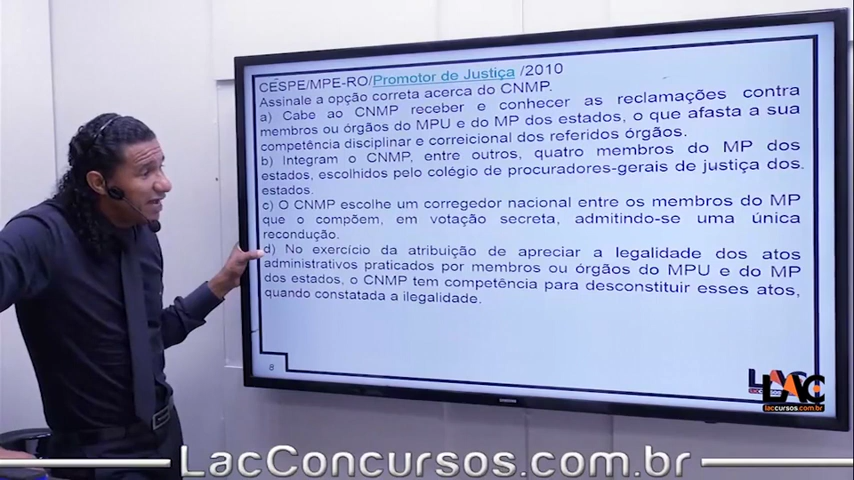 CESPE/MPE-RO/Promotor de Justiça /2010
Assinale a opção correta acerca do CNMP.
a) Cabe ao CNMP receber e conhecer as reclamações contra
membros ou órgãos do MPU e do MP dos estados, o que afasta a sua
competência disciplinar e correicional dos referidos órgãos.
b) Integram o CNMP, entre outros, quatro membros do MP dos
estados, escolhidos pelo colégio de procuradores-gerais de justiça dos.
estados.
c) O CNMP escolhe um corregedor nacional entre os membros do MP
que o compõem, em votação secreta, admitindo-se uma única
recondução.
d) No exercício da atribuição de apreciar a legalidade dos atos
administrativos praticados por membros ou órgãos do MPU e do MP
dos estados, o CNMP tem competência para desconstituir esses atos,
quando constatada a ilegalidade.
8
LAC
laccursos.com.br
SAMSUNG
LacConcursos.com.br